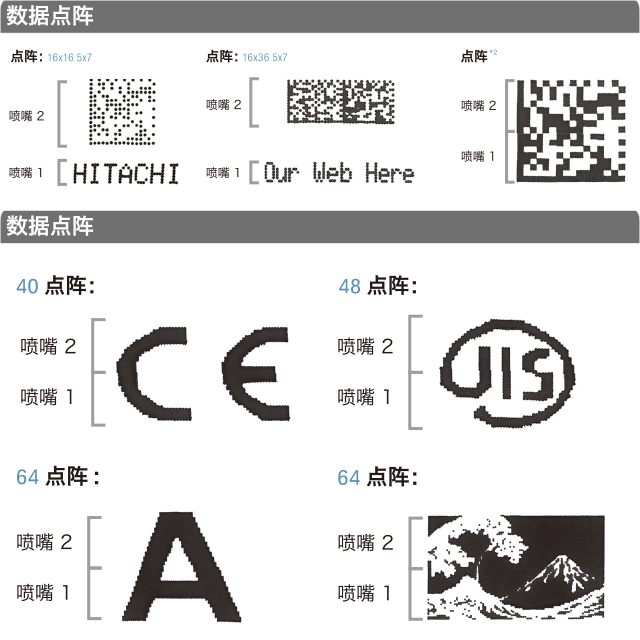 数据点阵
点阵：16x16 5x7
喷嘴 2
喷嘴 1
HITACHI
点阵：16x36 5x7
喷嘴 2
喷嘴 1
Our Web Here
点阵*2
喷嘴 2
喷嘴 1
数据点阵
40 点阵：
喷嘴 2
喷嘴 1
CE
48 点阵：
喷嘴 2
喷嘴 1
JIS
64 点阵：
喷嘴 2
喷嘴 1
A
64 点阵：
喷嘴 2
喷嘴 1